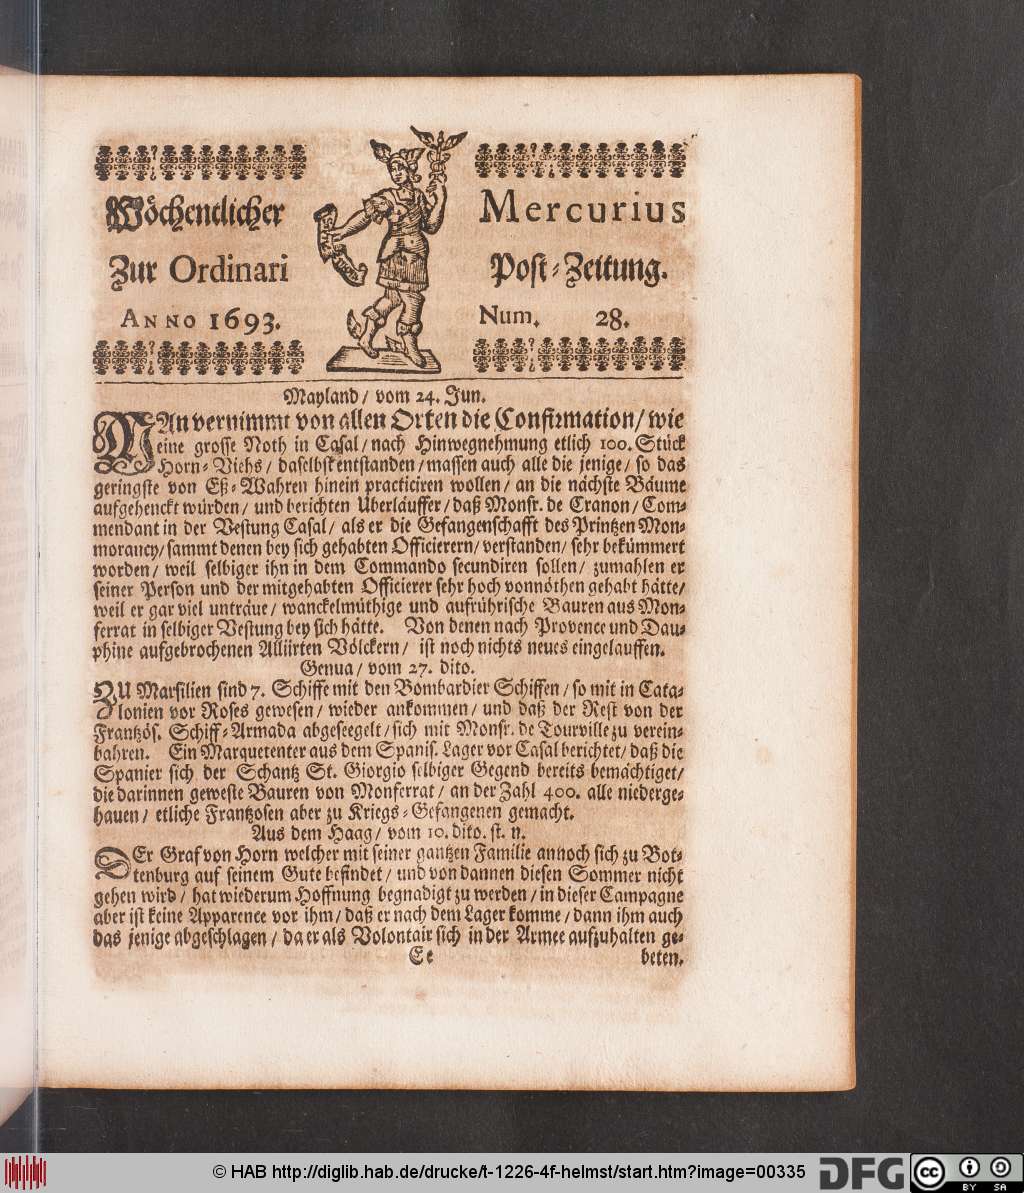 Wöchentlicher Mercurius
Zur Ordinari Post-Zeitung.
ANNO 1693. Num. 28.
Mayland / vom 24. Jun.
MAn vernimmt von allen Orten die Confirmation / wie
eine grosse Noth in Casal / nach Hinwegnehmung etlich 100. Stück
Horn-Viehs / daselbst entstanden / massen auch alle die jenige / so das
geringste von Eß-Wahren hinein practiciren wollen / an die nächste Bäume
aufgehenckt würden / und berichten Uberläuffer / daß Monsr. de Cranon / Com-
mendant in der Vestung Casal / als er die Gefangenschafft des Printzen Mon-
morancy / sammt denen bey sich gehabten Officierern / verstanden / sehr bekümmert
worden / weil selbiger ihn in dem Commando secundiren sollen / zumahlen er
seiner Person und der mitgehabten Officierer sehr hoch vonnöthen gehabt hätte /
weil er gar viel unträue / wanckelmüthige und aufrührische Bauren aus Mon-
ferrat in selbiger Vestung bey sich hätte. Von denen nach Provence und Dau-
phine aufgebrochenen Alliirten Völckern / ist noch nichts neues eingelauffen.
Genua / vom 27. dito.
ZU Marsilien sind 7. Schiffe mit den Bombardier Schiffen / so mit in Cata-
lonien vor Roses gewesen / wieder ankommen / und daß der Rest von der
Frantzös. Schiff-Armada abgeseegelt / sich mit Monsr. de Tourville zu verein-
bahren. Ein Marquetenter aus dem Spanis. Lager vor Casal berichtet / daß die
Spanier sich der Schantz St. Giorgio selbiger Gegend bereits bemächtiget /
die darinnen geweste Bauren von Monferrat / an der Zahl 400. alle niederge-
hauen / etliche Frantzosen aber zu Kriegs-Gefangenen gemacht.
Aus dem Haag / vom 10. dito. st. n.
DEr Graf von Horn welcher mit seiner gantzen Familie annoch sich zu Bot-
tenburg auf seinem Gute befindet / und von dannen diesen Sommer nicht
gehen wird / hat wiederum Hoffnung begnadigt zu werden / in dieser Campagne
aber ist keine Apparence vor ihm / daß er nach dem Lager komme / dann ihm auch
das jenige abgeschlagen / da er als Volontair sich in der Armee aufzuhalten ge-
Ee beten.
© HAB http://diglib.hab.de/drucke/t-1226-4f-helmst/start.htm?image=00335 DFG cc BY SA